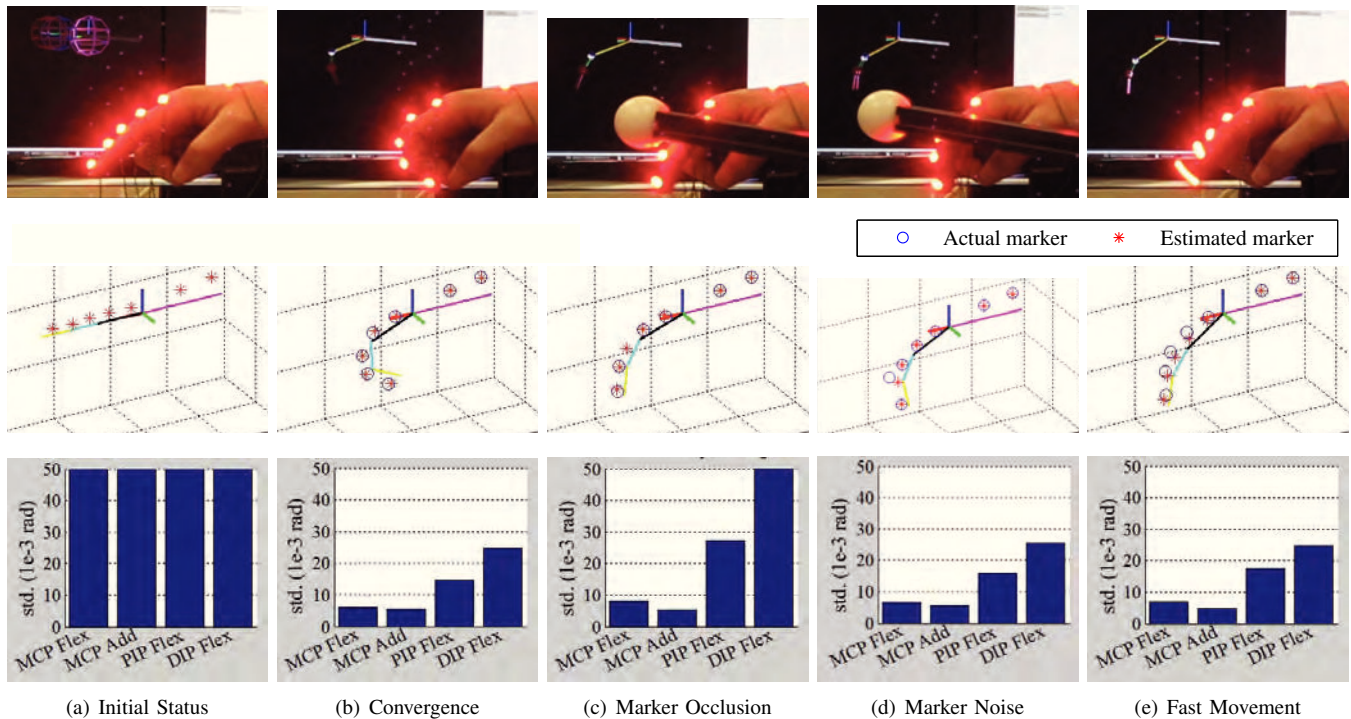 Actual marker
Estimated marker
50
40
30
20
10
0
std. (1e-3 rad)
MCP Flex
MCP Add
PIP Flex
DIP Flex
50
40
30
20
10
0
std. (1e-3 rad)
MCP Flex
MCP Add
PIP Flex
DIP Flex
50
40
30
20
10
0
std. (1e-3 rad)
MCP Flex
MCP Add
PIP Flex
DIP Flex
50
40
30
20
10
0
std. (1e-3 rad)
MCP Flex
MCP Add
PIP Flex
DIP Flex
50
40
30
20
10
0
std. (1e-3 rad)
MCP Flex
MCP Add
PIP Flex
DIP Flex
(a) Initial Status
(b) Convergence
(c) Marker Occlusion
(d) Marker Noise
(e) Fast Movement